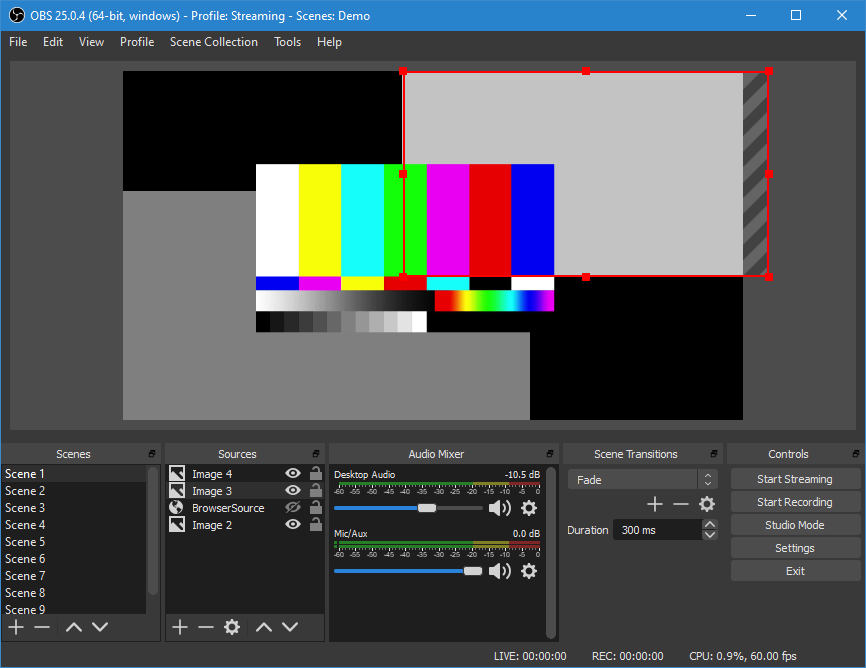 OBS 25.0.4 (64-bit, windows) - Profile: Streaming - Scenes: Demo
File Edit View Profile Scene Collection Tools Help
Scenes
Scene 1
Scene 2
Scene 3
Scene 4
Scene 5
Scene 6
Scene 7
Scene 8
Scene 9
Sources
Image 4
Image 3
BrowserSource
Image 2
Audio Mixer
Desktop Audio -10.5 dB
-60 -55 -50 -45 -40 -35 -30 -25 -20 -15 -10 -5 0
Mic/Aux 0.0 dB
-60 -55 -50 -45 -40 -35 -30 -25 -20 -15 -10 -5 0
Scene Transitions
Fade
Duration 300 ms
Controls
Start Streaming
Start Recording
Studio Mode
Settings
Exit
LIVE: 00:00:00 REC: 00:00:00 CPU: 0.9%, 60.00 fps